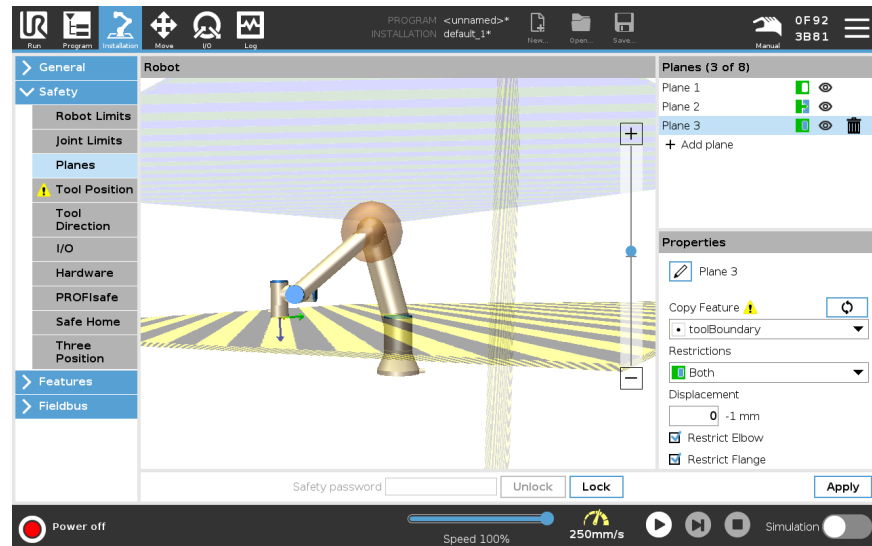 UR
PROGRAM <unnamed>*
INSTALLATION default_1*
0F92
3B81
Run
Program
Installation
Move
I/O
Log
New...
Open...
Save...
Manual
General
Safety
Robot Limits
Joint Limits
Planes
Tool Position
Tool
Direction
I/O
Hardware
PROFIsafe
Safe Home
Three
Position
Features
Fieldbus
Robot
Planes (3 of 8)
Plane 1
Plane 2
Plane 3
+ Add plane
Properties
Plane 3
Copy Feature
toolBoundary
Restrictions
Both
Displacement
0 -1 mm
Restrict Elbow
Restrict Flange
Safety password
Unlock
Lock
Apply
Power off
Speed 100%
250mm/s
Simulation